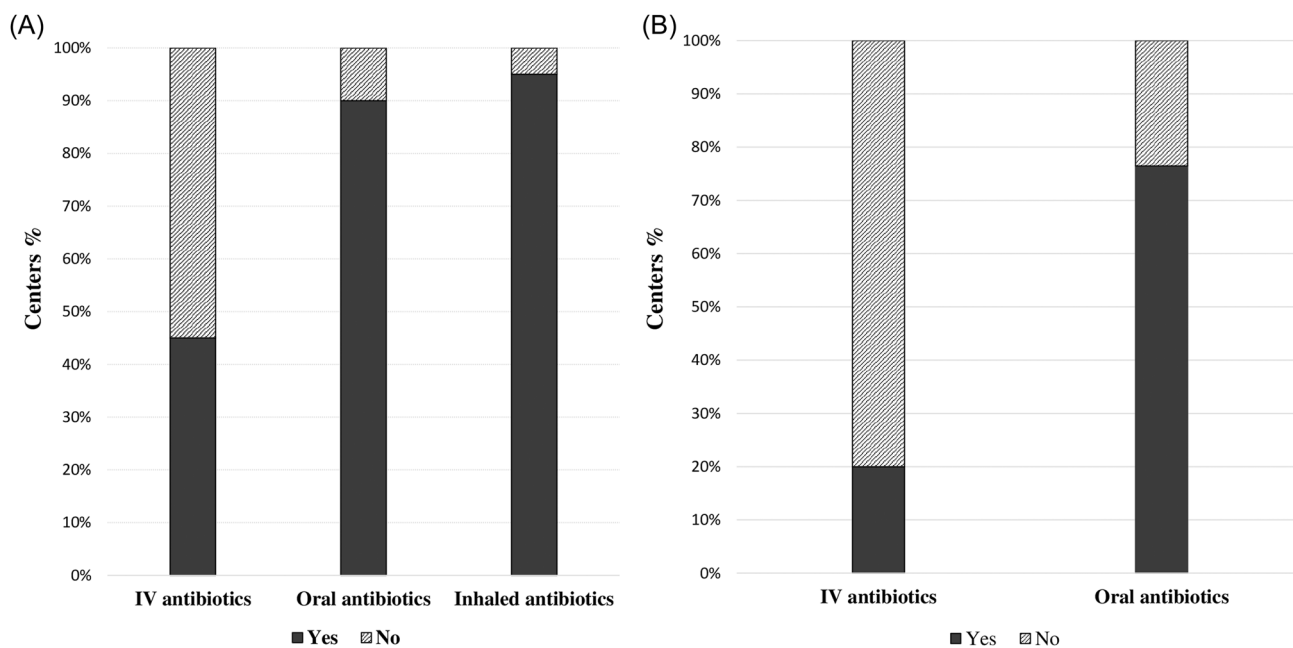 (A)
Centers %
100%
90%
80%
70%
60%
50%
40%
30%
20%
10%
0%
IV antibiotics Oral antibiotics Inhaled antibiotics
Yes No
(B)
Centers %
100%
90%
80%
70%
60%
50%
40%
30%
20%
10%
0%
IV antibiotics Oral antibiotics
Yes No